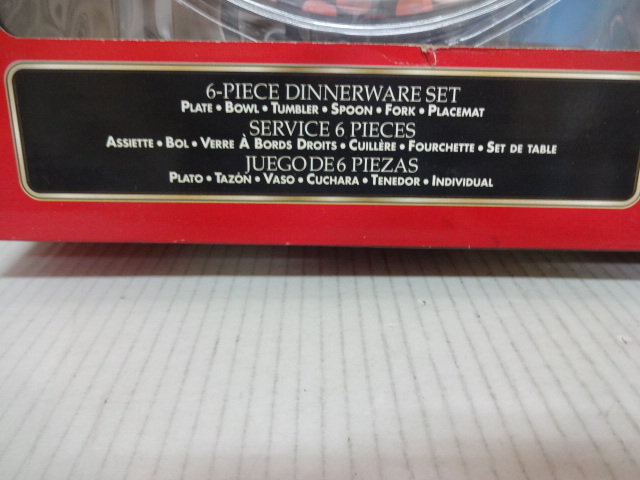 6-PIECE DINNERWARE SET
PLATE • BOWL • TUMBLER • SPOON • FORK • PLACEMAT
SERVICE 6 PIECES
ASSIETTE • BOL • VERRE À BORDS DROITS • CUILLÈRE • FOURCHETTE • SET DE TABLE
JUEGO DE 6 PIEZAS
PLATO • TAZÓN • VASO • CUCHARA • TENEDOR • INDIVIDUAL